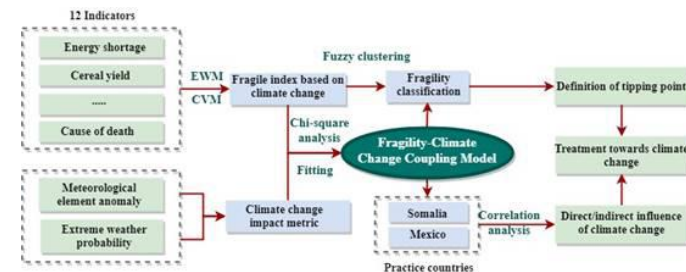 12 Indicators
Energy shortage
Cereal yield
.....
Cause of death
EWM
CVM
Fragile index based on
climate change
Fuzzy clustering
Fragility
classification
Definition of tipping point
Chi-square
analysis
Fitting
Fragility-Climate
Change Coupling Model
Treatment towards climate
change
Meteorological
element anomaly
Extreme weather
probability
Climate change
impact metric
Somalia
Mexico
Practice countries
Correlation
analysis
Direct/indirect influence
of climate change